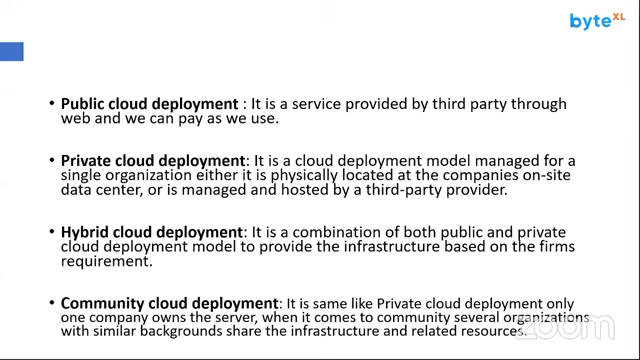 byteXL
• Public cloud deployment : It is a service provided by third party through
web and we can pay as we use.
• Private cloud deployment: It is a cloud deployment model managed for a
single organization either it is physically located at the companies on-site
data center, or is managed and hosted by a third-party provider.
• Hybrid cloud deployment: It is a combination of both public and private
cloud deployment model to provide the infrastructure based on the firms
requirement.
• Community cloud deployment: It is same like Private cloud deployment only
one company owns the server, when it comes to community several organizations
with similar backgrounds share the infrastructure and related resources.
zoom